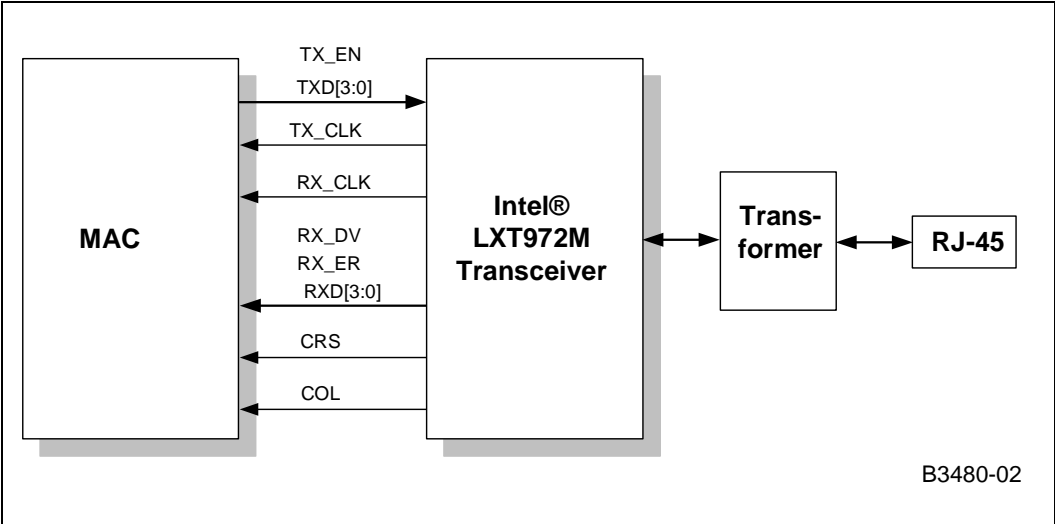 TX_EN
TXD[3:0]
TX_CLK
RX_CLK
MAC
RX_DV
RX_ER
RXD[3:0]
CRS
COL
Intel®
LXT972M
Transceiver
Trans-
former
RJ-45
B3480-02